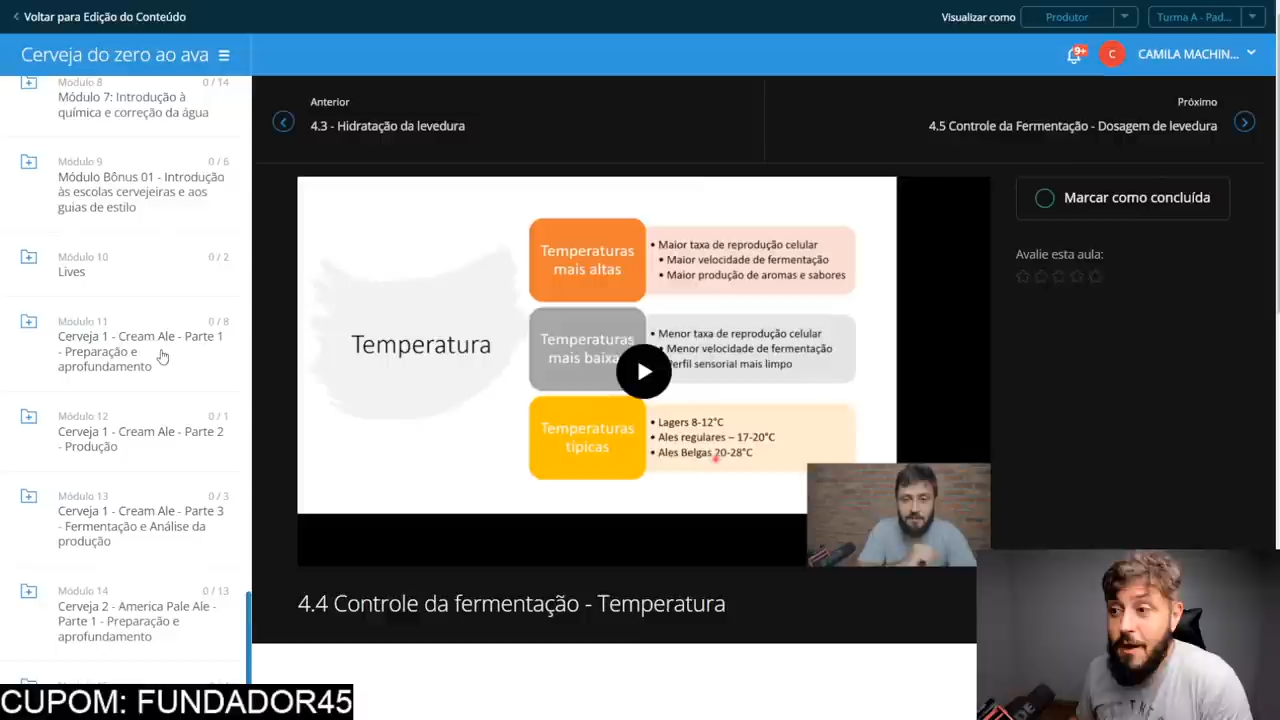 Voltar para Edição do Conteúdo
Visualizar como
Produtor
Turma A - Pad...
Cerveja do zero ao ava
9+
C
CAMILA MACHIN...
Módulo 8
0 / 14
Módulo 7: Introdução à
química e correção da água
Módulo 9
0 / 6
Módulo Bônus 01 - Introdução
às escolas cervejeiras e aos
guias de estilo
Módulo 10
0 / 2
Lives
Módulo 11
0 / 8
Cerveja 1 - Cream Ale - Parte 1
- Preparação e
aprofundamento
Módulo 12
0 / 1
Cerveja 1 - Cream Ale - Parte 2
- Produção
Módulo 13
0 / 3
Cerveja 1 - Cream Ale - Parte 3
- Fermentação e Análise da
produção
Módulo 14
0 / 13
Cerveja 2 - America Pale Ale -
Parte 1 - Preparação e
aprofundamento
Anterior
4.3 - Hidratação da levedura
Próximo
4.5 Controle da Fermentação - Dosagem de levedura
Temperatura
Temperaturas
mais altas
• Maior taxa de reprodução celular
• Maior velocidade de fermentação
• Maior produção de aromas e sabores
Temperaturas
mais baixa
• Menor taxa de reprodução celular
• Menor velocidade de fermentação
Perfil sensorial mais limpo
Temperaturas
típicas
• Lagers 8-12°C
• Ales regulares – 17-20°C
• Ales Belgas 20-28°C
Marcar como concluída
Avalie esta aula:
4.4 Controle da fermentação - Temperatura
CUPOM: FUNDADOR45